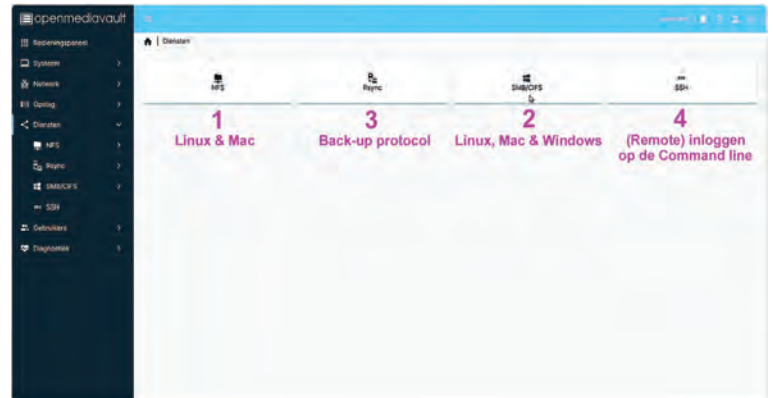 openmediavault
Bedieningspaneel
Systeem
Netwerk
Opslag
Diensten
NFS
Rsync
SMB/CIFS
SSH
Gebruikers
Diagnostiek
Diensten
NFS
Rsync
SMB/CIFS
SSH
1
Linux & Mac
3
Back-up protocol
2
Linux, Mac & Windows
4
(Remote) inloggen
op de Command line